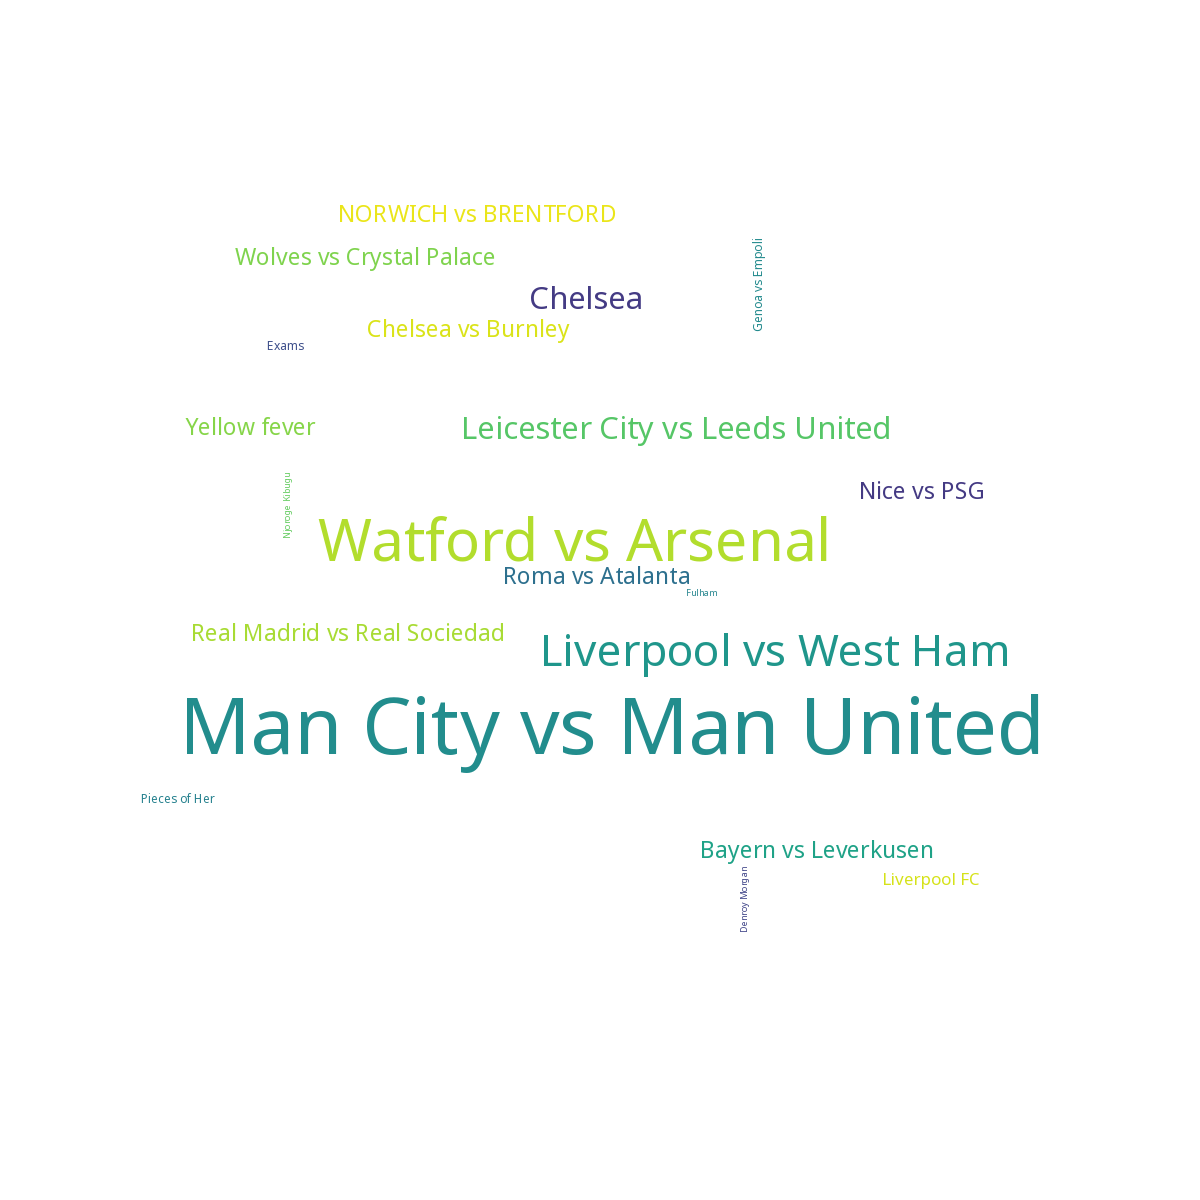 NORWICH vs BRENTFORD
Wolves vs Crystal Palace
Genoa vs Empoli
Chelsea
Chelsea vs Burnley
Exams
Yellow fever
Leicester City vs Leeds United
Njoroge Kibugu
Nice vs PSG
Watford vs Arsenal
Roma vs Atalanta
Fulham
Real Madrid vs Real Sociedad
Liverpool vs West Ham
Man City vs Man United
Pieces of Her
Bayern vs Leverkusen
Denroy Morgan
Liverpool FC